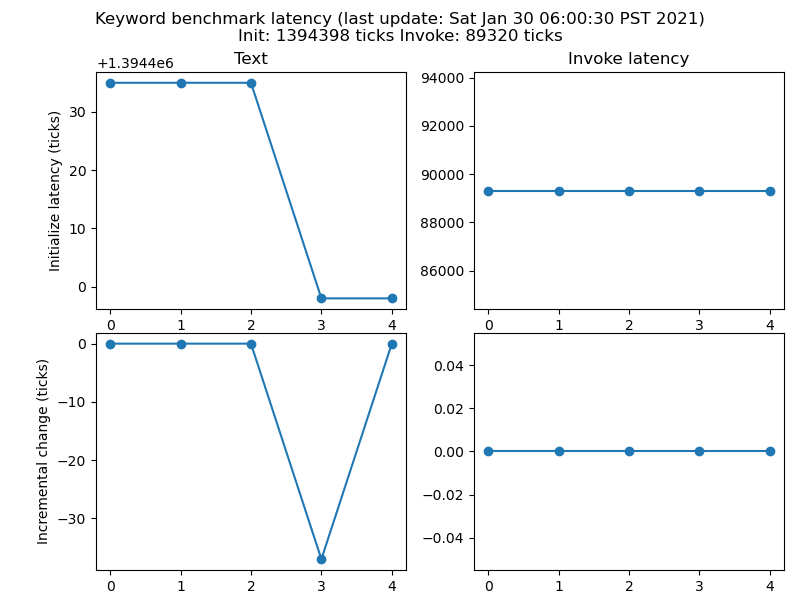 Keyword benchmark latency (last update: Sat Jan 30 06:00:30 PST 2021)
Init: 1394398 ticks Invoke: 89320 ticks
Text
+1.3944e6
Initialize latency (ticks)
30
20
10
0
0 1 2 3 4
Invoke latency
94000
92000
90000
88000
86000
0 1 2 3 4
Incremental change (ticks)
0
−10
−20
−30
0 1 2 3 4
0.04
0.02
0.00
−0.02
−0.04
0 1 2 3 4